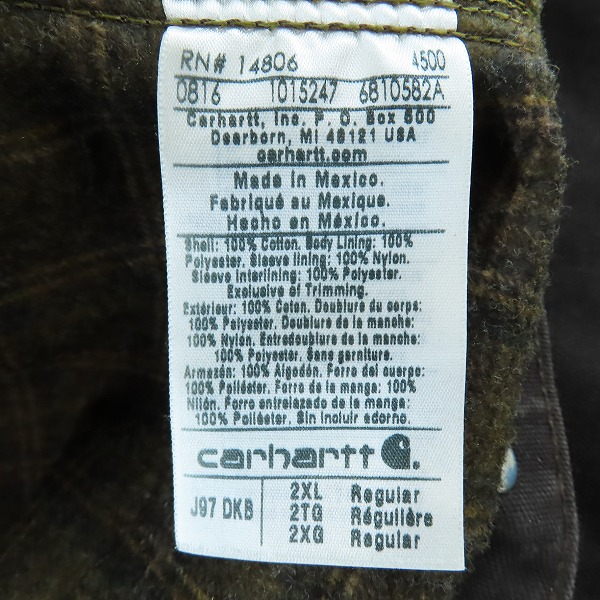 RN# 14806 4500
0816 1015247 6810582A
Carhartt, Inc. P. O. Box 600
Dearborn, MI 48121 USA
carhartt.com
Made in Mexico.
Fabriqué au Mexique.
Hecho en México.
Shell: 100% Cotton. Body Lining: 100%
Polyester. Sleeve lining: 100% Nylon.
Sleeve Interlining: 100% Polyester.
Exclusive of Trimming.
Extérieur: 100% Coton. Doublure du corps:
100% Polyester. Doublure de la manche:
100% Nylon. Entredoublure de la manche:
100% Polyester. Sans garniture.
Armazón: 100% Algodón. Forro del cuerpo:
100% Poliéster. Forro de la manga: 100%
Nilón. Forro entrelazado de la manga:
100% Poliéster. Sin incluir adorno.
carhartt
J97 DKB 2XL Regular
2TG Régulière
2XG Regular